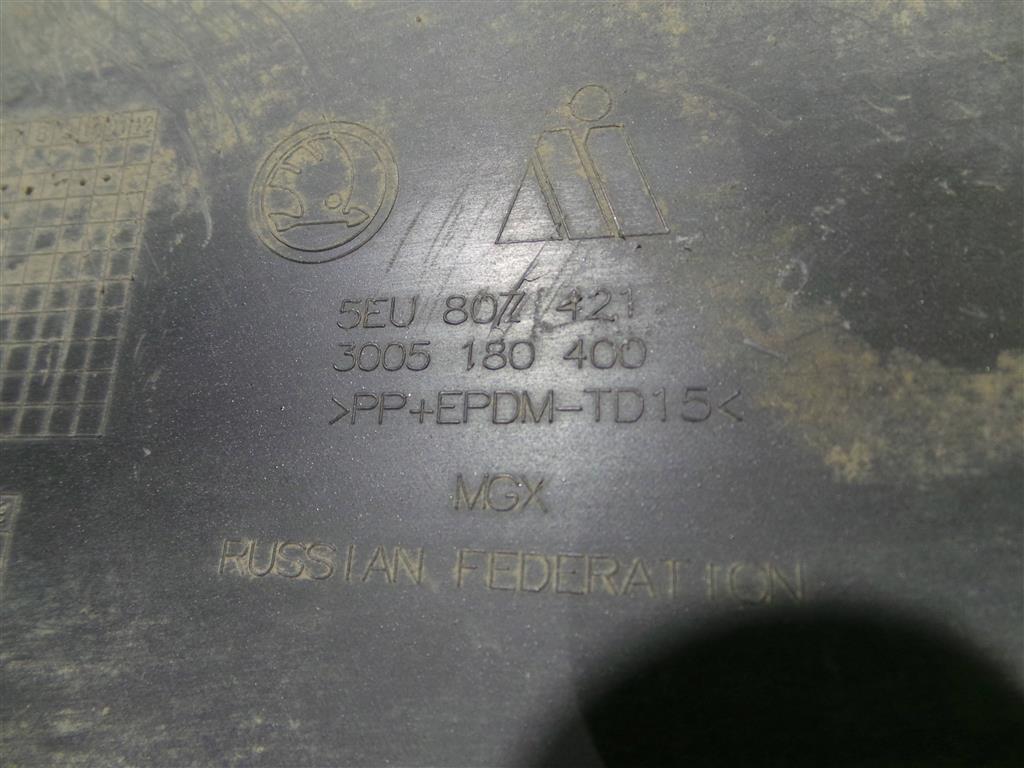 5EU 807 421
3005 180 400
>PP+EPDM-TD15<
MGX
RUSSIAN FEDERATION